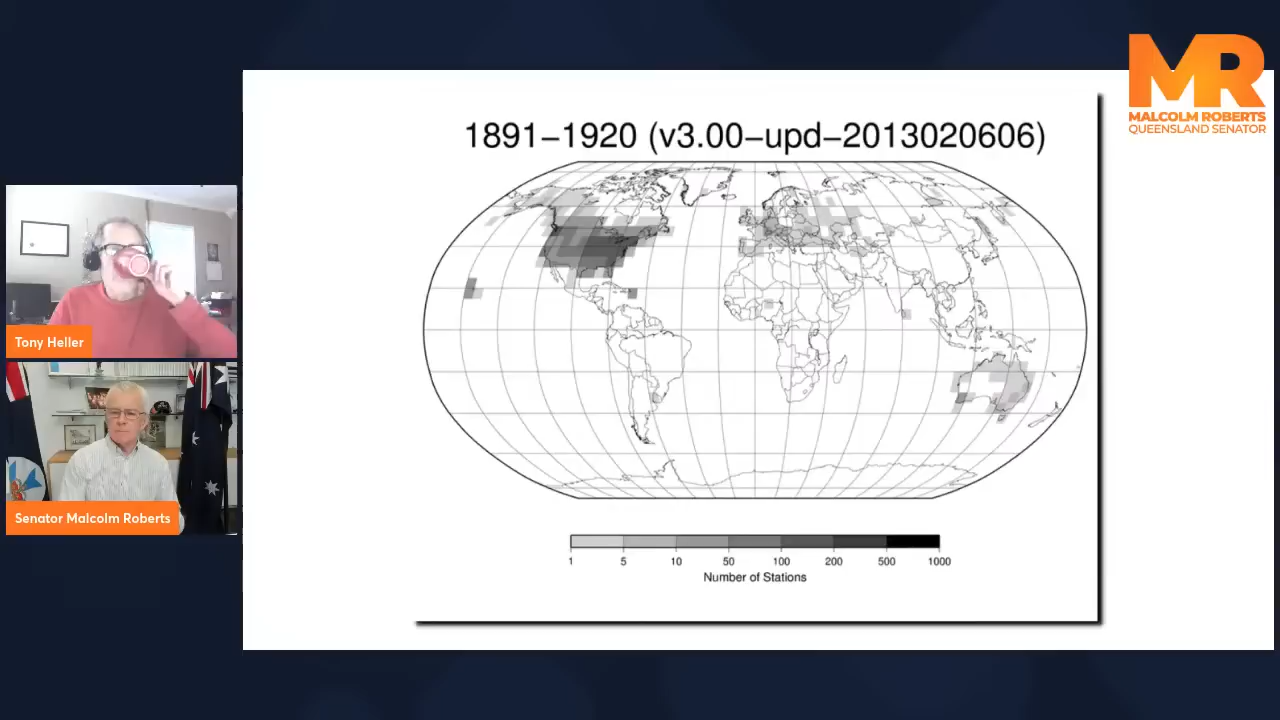 MR
MALCOLM ROBERTS
QUEENSLAND SENATOR
1891−1920 (v3.00−upd−2013020606)
Tony Heller
Senator Malcolm Roberts
1 5 10 50 100 200 500 1000
Number of Stations